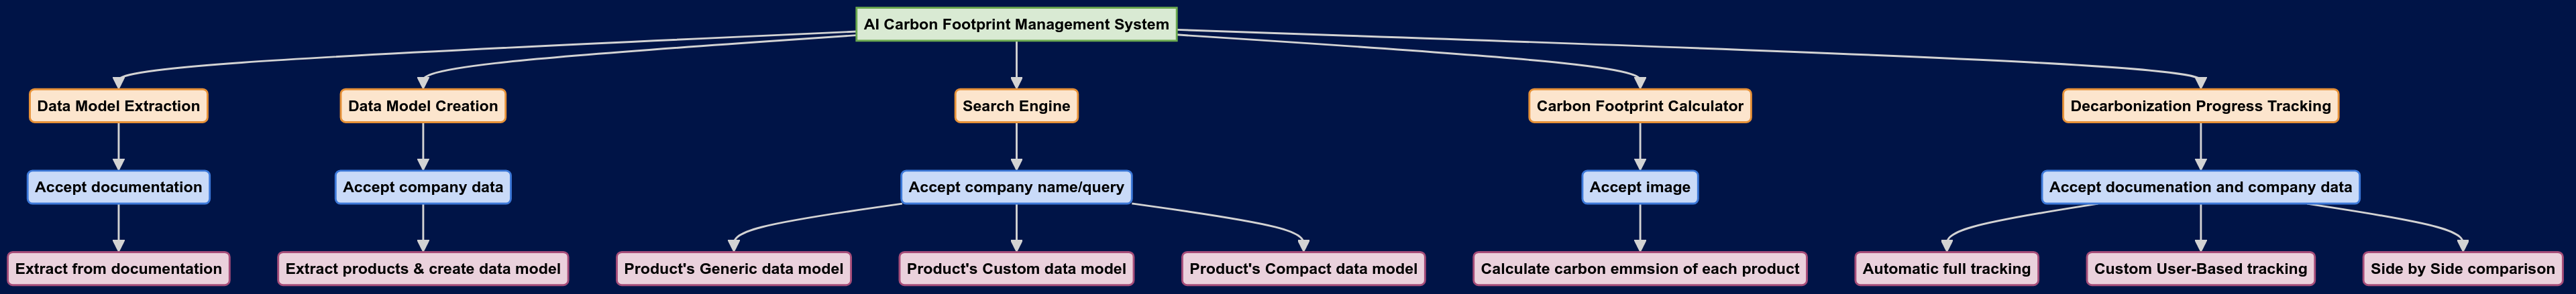 AI Carbon Footprint Management System
Data Model Extraction
Data Model Creation
Search Engine
Carbon Footprint Calculator
Decarbonization Progress Tracking
Accept documentation
Accept company data
Accept company name/query
Accept image
Accept documenation and company data
Extract from documentation
Extract products & create data model
Product's Generic data model
Product's Custom data model
Product's Compact data model
Calculate carbon emmsion of each product
Automatic full tracking
Custom User-Based tracking
Side by Side comparison